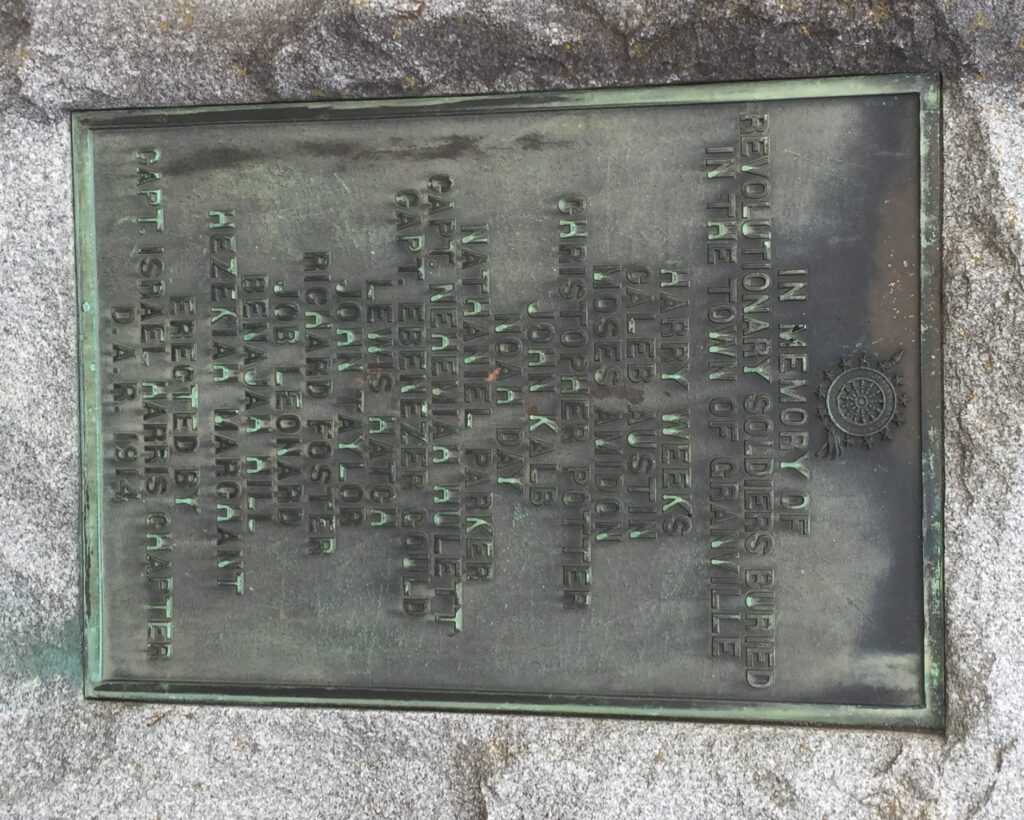 IN MEMORY OF
REVOLUTIONARY SOLDIERS BURIED
IN THE TOWN OF GRANVILLE
HARRY WEEKS
CALEB AUSTIN
MOSES AMIDON
CHRISTOPHER POTTER
JOHN KALB
NOAH DAY
NATHANIEL PARKER
CAPT. NEHEMIAH HULETT
CAPT. EBENEZER GOULD
LEWIS HATCH
JOHN TAYLOR
RICHARD FOSTER
JOB LEONARD
BENAJAH HILL
HEZEKIAH MARCHANT
ERECTED BY
CAPT. ISRAEL HARRIS CHAPTER
D. A. R. 1914